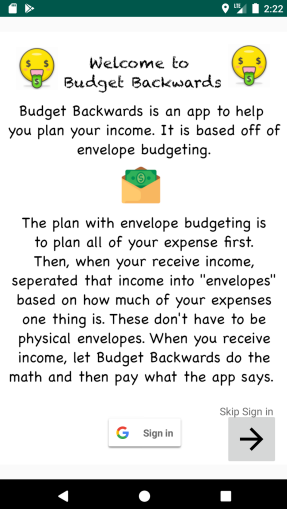 2:22
Welcome to
Budget Backwards
Budget Backwards is an app to help
you plan your income. It is based off of
envelope budgeting.
The plan with envelope budgeting is
to plan all of your expense first.
Then, when your receive income,
seperated that income into "envelopes"
based on how much of your expenses
one thing is. These don't have to be
physical envelopes. When you receive
income, let Budget Backwards do the
math and then pay what the app says.
Skip Sign in
G Sign in